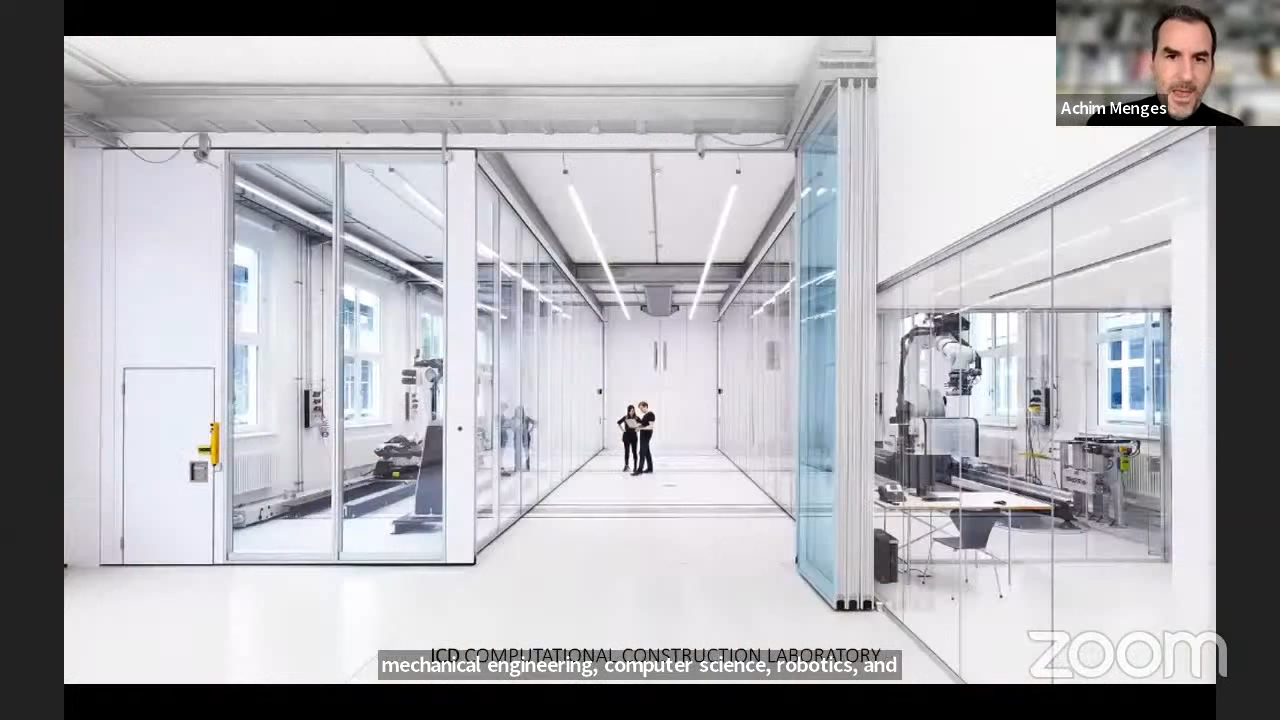 Achim Menges
ICD COMPUTATIONAL CONSTRUCTION LABORATORY
mechanical engineering, computer science, robotics, and
zoom